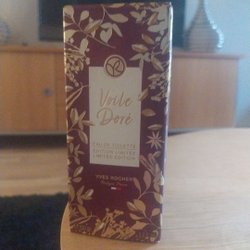 Voile
Doré
EAU DE TOILETTE
ÉDITION LIMITÉE
LIMITED EDITION
YVES ROCHER